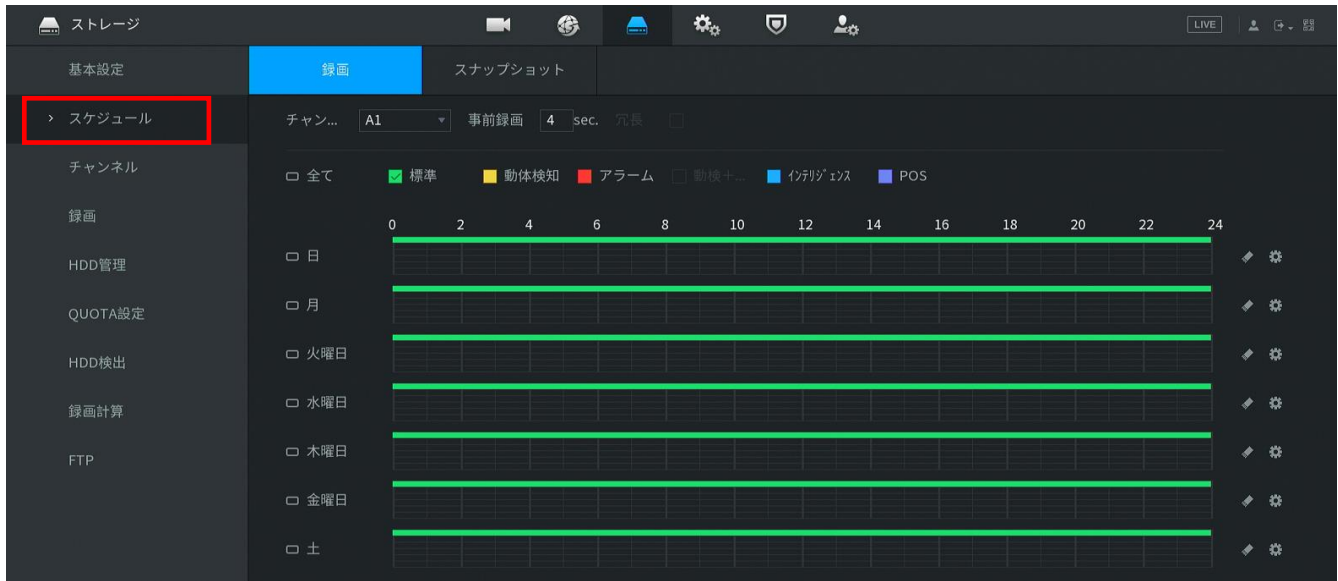 ストレージ
LIVE
基本設定
スケジュール
チャンネル
録画
HDD管理
QUOTA設定
HDD検出
録画計算
FTP
録画 スナップショット
チャン... A1 事前録画 4 sec. 冗長
全て 標準 動体検知 アラーム 動検+... インテリジェンス POS
0 2 4 6 8 10 12 14 16 18 20 22 24
日
月
火曜日
水曜日
木曜日
金曜日
土